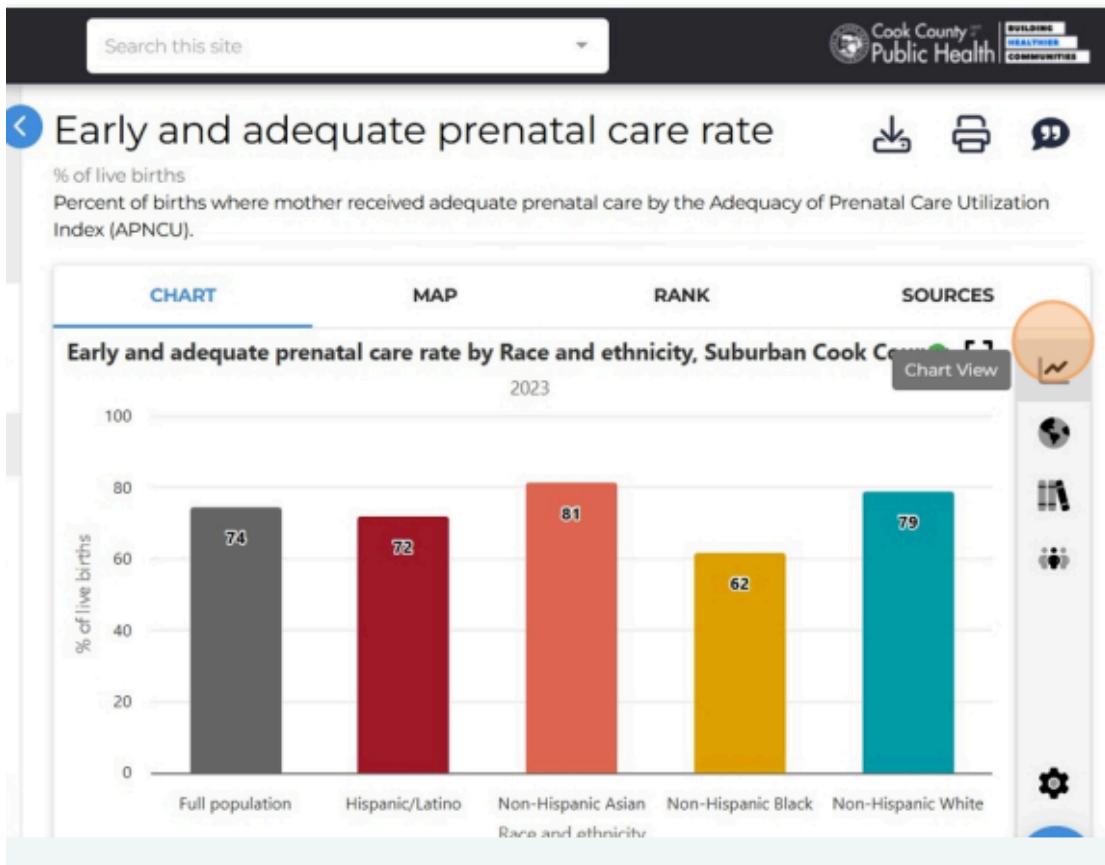 Search this site
Cook County
Public Health
BUILDING
HEALTHIER
COMMUNITIES
Early and adequate prenatal care rate
% of live births
Percent of births where mother received adequate prenatal care by the Adequacy of Prenatal Care Utilization
Index (APNCU).
CHART MAP RANK SOURCES
Early and adequate prenatal care rate by Race and ethnicity, Suburban Cook
Chart View
2023
100
80
60
40
20
0
% of live births
74
72
81
62
79
Full population Hispanic/Latino Non-Hispanic Asian Non-Hispanic Black Non-Hispanic White
Race and ethnicity